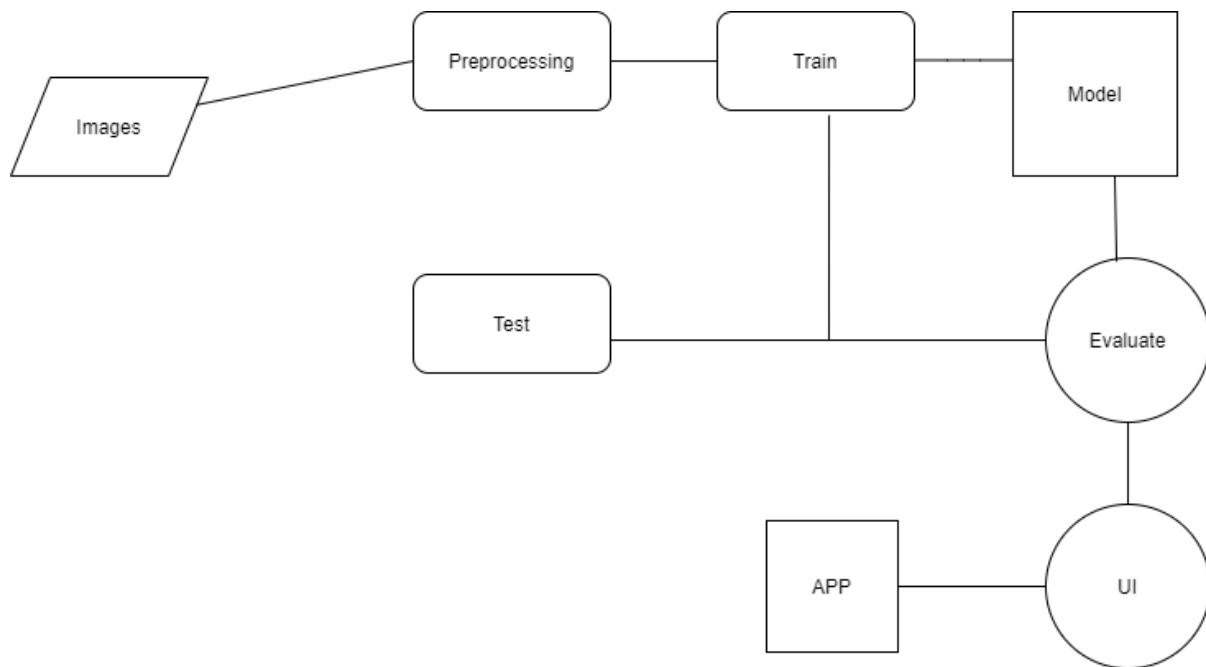 Preprocessing
Train
Model
Images
Test
Evaluate
APP
UI